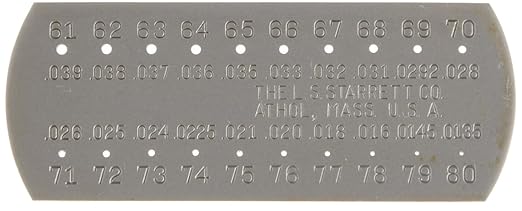 61 62 63 64 65 66 67 68 69 70
.039 .038 .037 .036 .035 .033 .032 .031 .0292 .028
THE L.S. STARRETT CO.
ATHOL, MASS. U.S.A.
.026 .025 .024 .0225 .021 .020 .018 .016 .0145 .0135
71 72 73 74 75 76 77 78 79 80